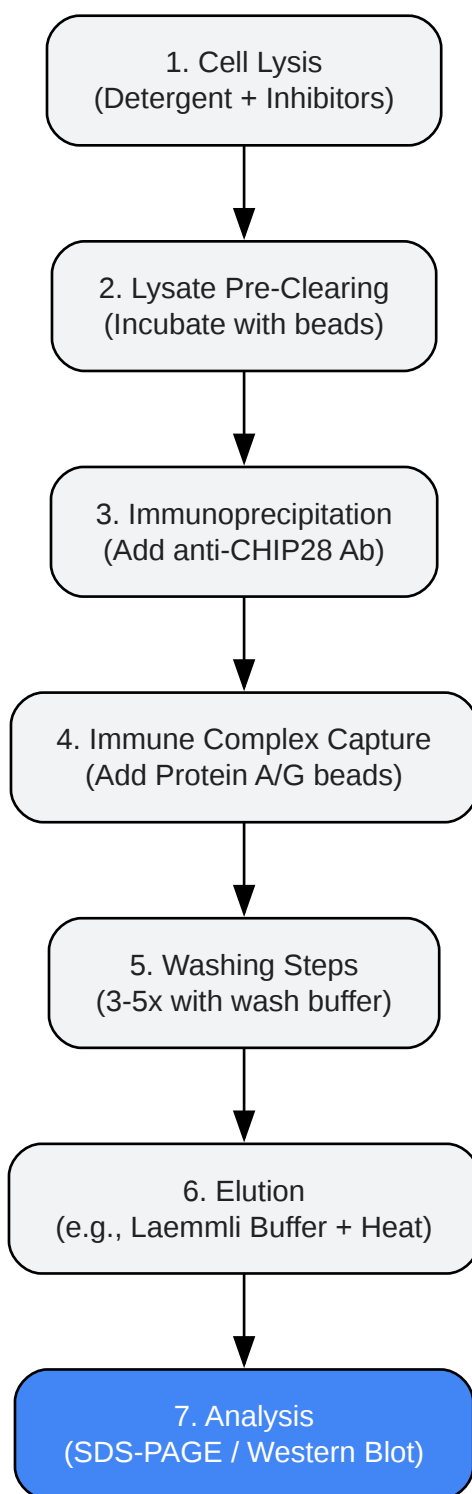 1. Cell Lysis
(Detergent + Inhibitors)
2. Lysate Pre-Clearing
(Incubate with beads)
3. Immunoprecipitation
(Add anti-CHIP28 Ab)
4. Immune Complex Capture
(Add Protein A/G beads)
5. Washing Steps
(3-5x with wash buffer)
6. Elution
(e.g., Laemmli Buffer + Heat)
7. Analysis
(SDS-PAGE / Western Blot)